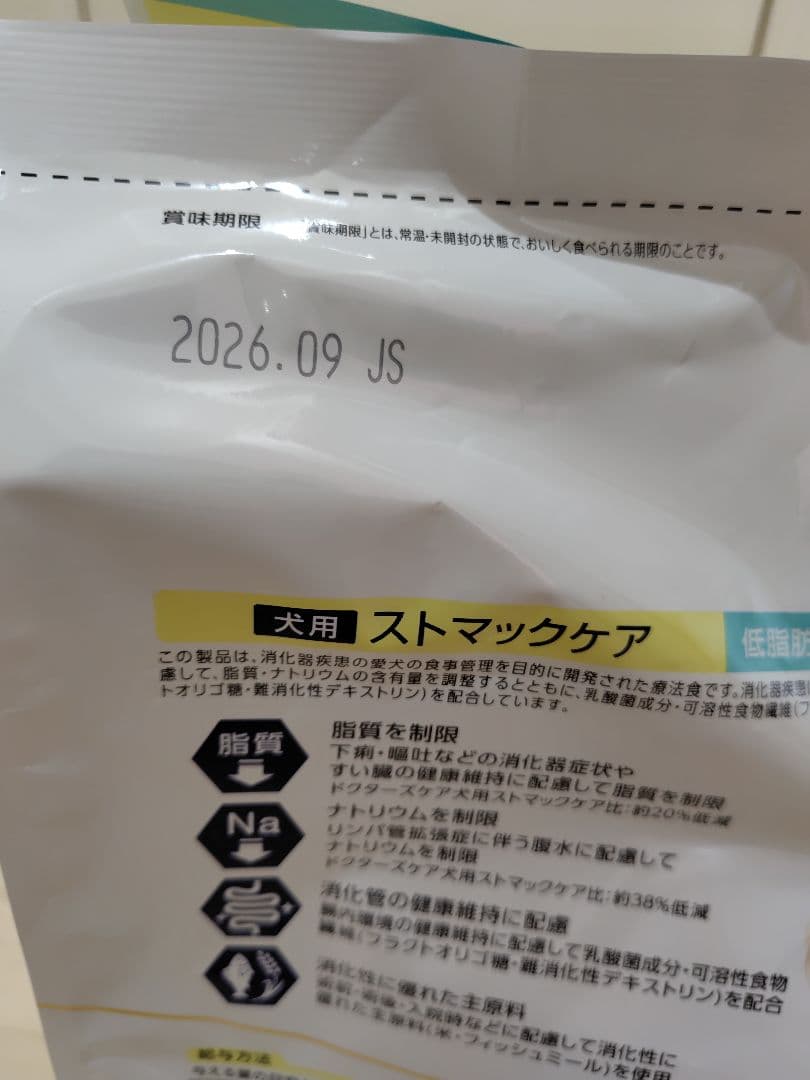 賞味期限 「賞味期限」とは、常温・未開封の状態で、おいしく食べられる期限のことです。
2026.09 JS
犬用 ストマックケア 低脂肪
この製品は、消化器疾患の愛犬の食事管理を目的に開発された療法食です。消化器疾患に
慮して、脂質・ナトリウムの含有量を調整するとともに、乳酸菌成分・可溶性食物繊維(フ
トオリゴ糖・難消化性デキストリン)を配合しています。
脂質
脂質を制限
下痢・嘔吐などの消化器症状や
すい臓の健康維持に配慮して脂質を制限
ドクターズケア犬用ストマックケア比:約20%低減
Na
ナトリウムを制限
リンパ管拡張症に伴う腹水に配慮して
ナトリウムを制限
ドクターズケア犬用ストマックケア比:約38%低減
消化管の健康維持に配慮
腸内環境の健康維持に配慮して乳酸菌成分・可溶性食物
繊維(フラクトオリゴ糖・難消化性デキストリン)を配合
消化性に優れた主原料
術前・術後・入院時などに配慮して消化性に
優れた主原料(米・フィッシュミール)を使用
給与方法